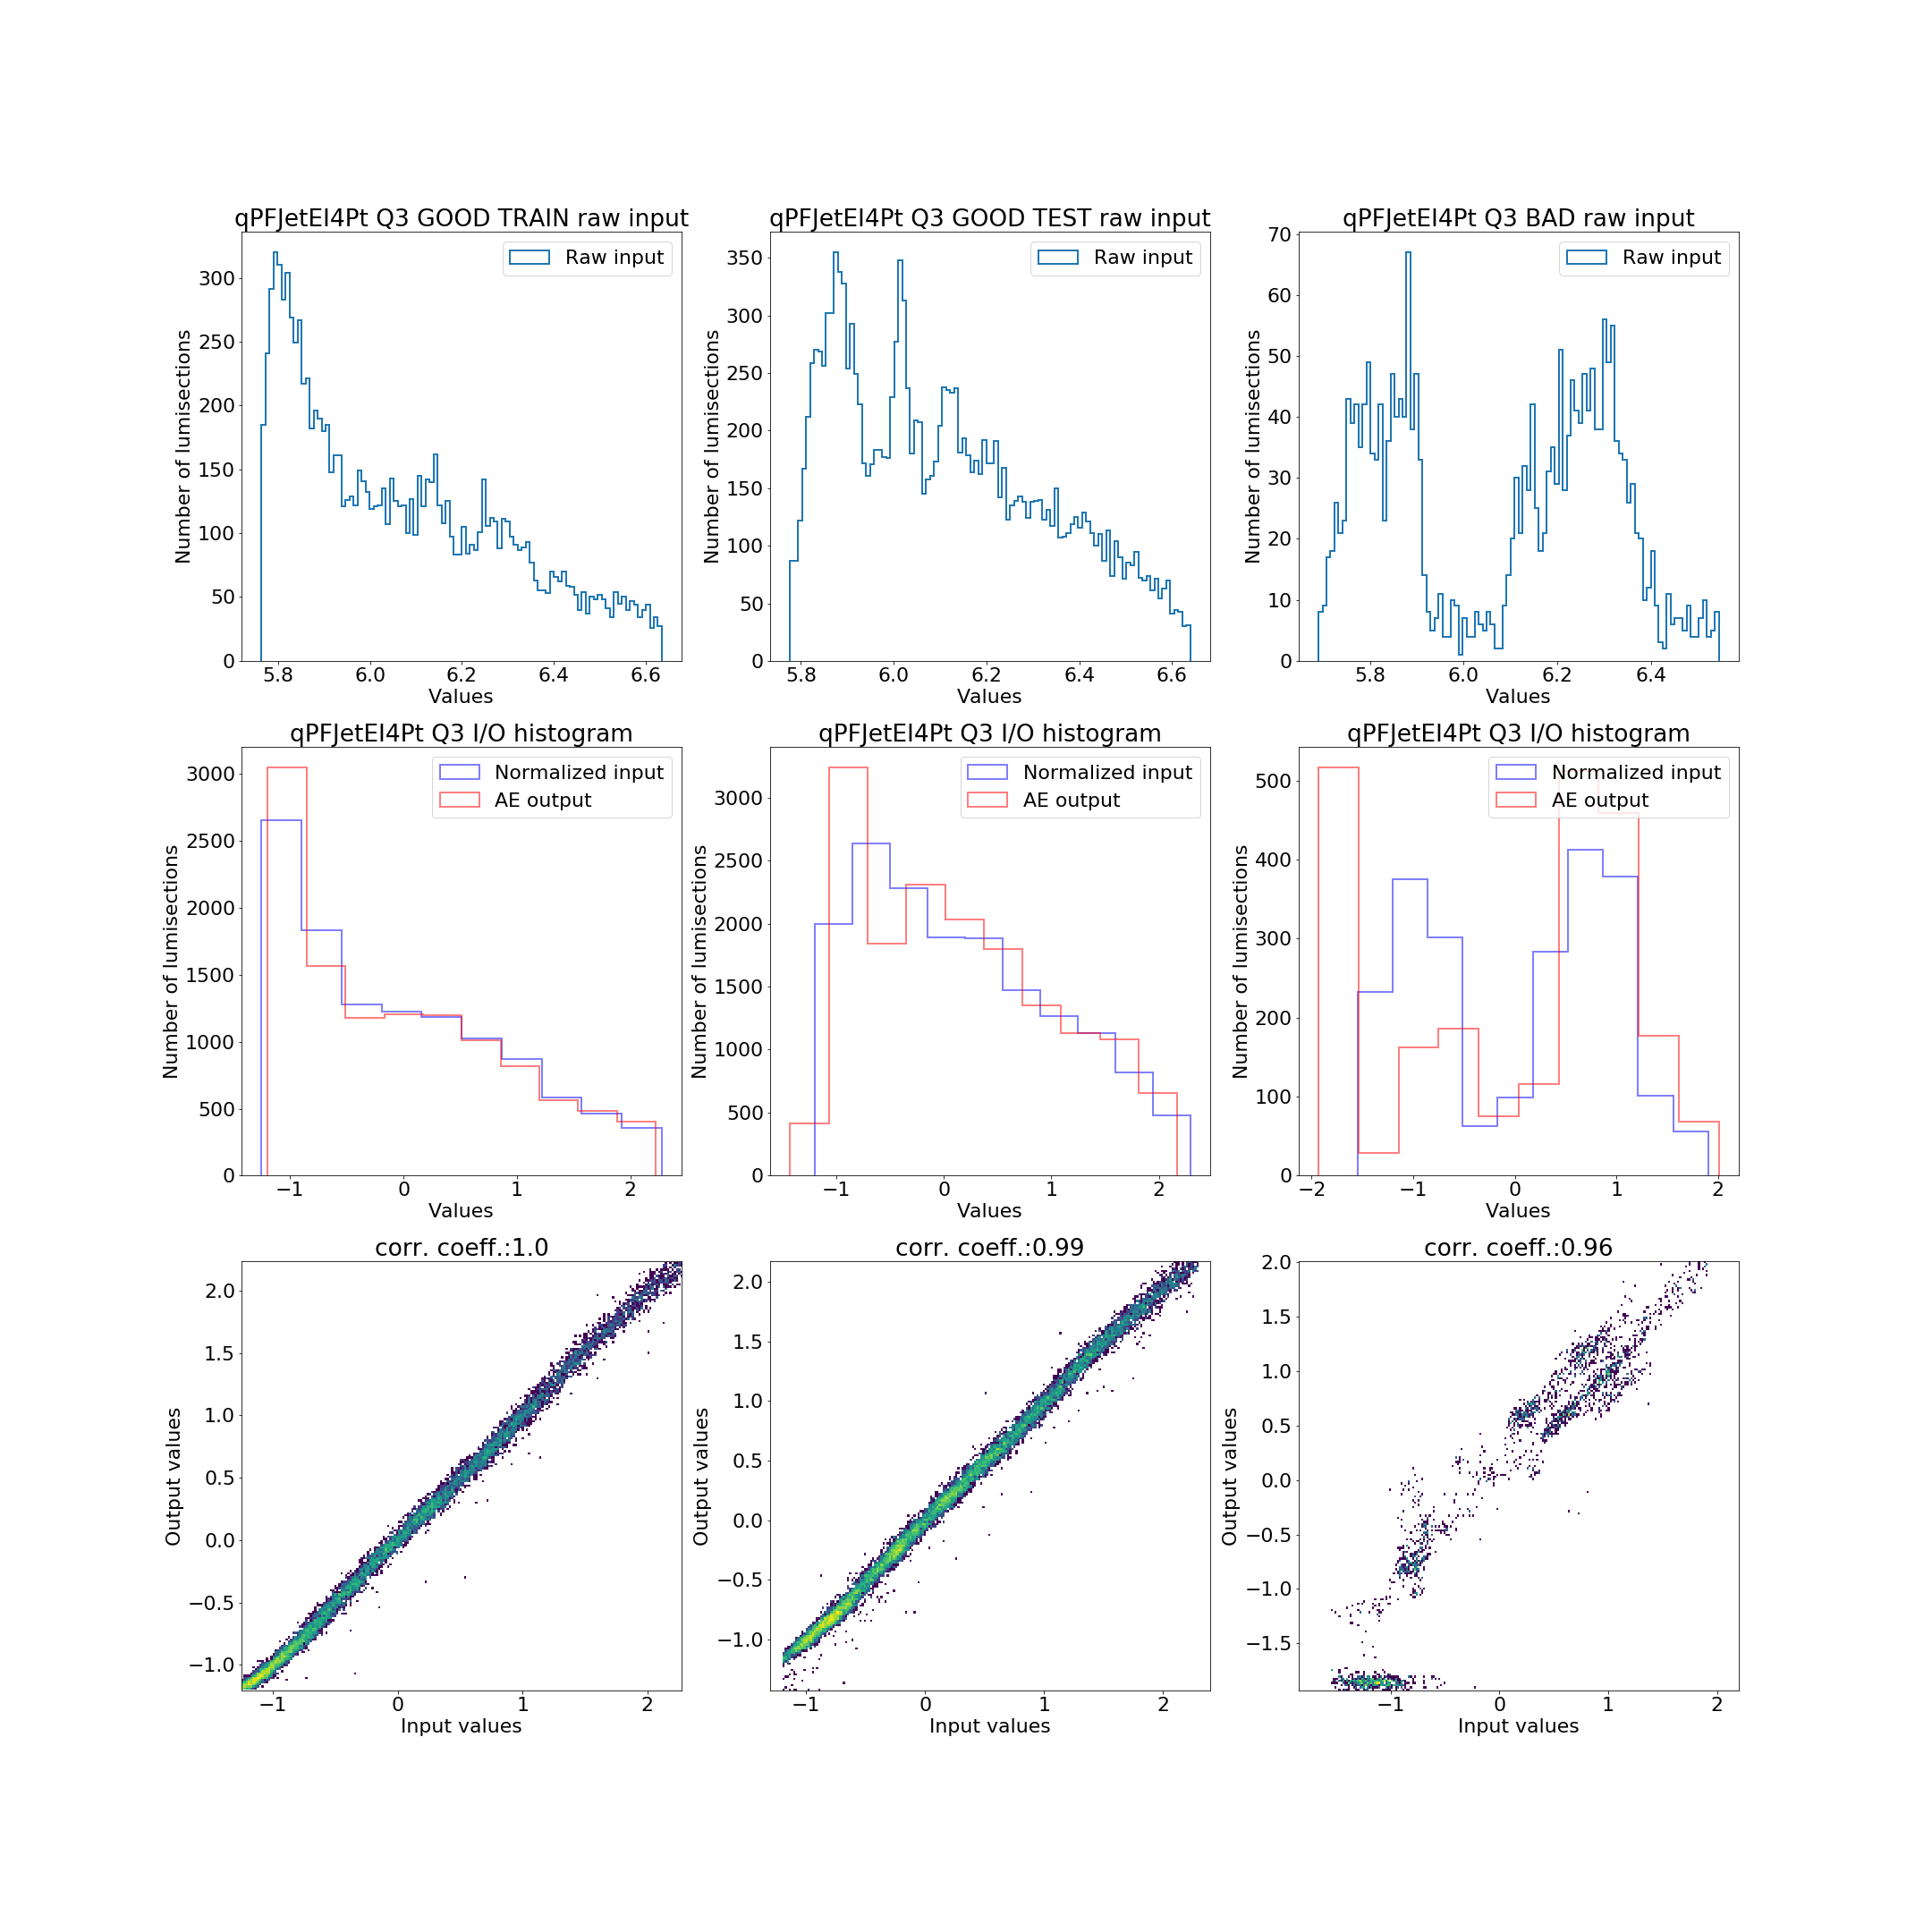 qPFJetEI4Pt Q3 GOOD TRAIN raw input
Raw input
300
250
200
150
100
50
0
Number of lumisections
5.8 6.0 6.2 6.4 6.6
Values
qPFJetEI4Pt Q3 GOOD TEST raw input
Raw input
350
300
250
200
150
100
50
0
Number of lumisections
5.8 6.0 6.2 6.4 6.6
Values
qPFJetEI4Pt Q3 BAD raw input
Raw input
70
60
50
40
30
20
10
0
Number of lumisections
5.8 6.0 6.2 6.4
Values
qPFJetEI4Pt Q3 I/O histogram
Normalized input
AE output
3000
2500
2000
1500
1000
500
0
Number of lumisections
−1 0 1 2
Values
qPFJetEI4Pt Q3 I/O histogram
Normalized input
AE output
3000
2500
2000
1500
1000
500
0
Number of lumisections
−1 0 1 2
Values
qPFJetEI4Pt Q3 I/O histogram
Normalized input
AE output
500
400
300
200
100
0
Number of lumisections
−2 −1 0 1 2
Values
corr. coeff.:1.0
2.0
1.5
1.0
0.5
0.0
−0.5
−1.0
Output values
−1 0 1 2
Input values
corr. coeff.:0.99
2.0
1.5
1.0
0.5
0.0
−0.5
−1.0
Output values
−1 0 1 2
Input values
corr. coeff.:0.96
2.0
1.5
1.0
0.5
0.0
−0.5
−1.0
−1.5
Output values
−1 0 1 2
Input values